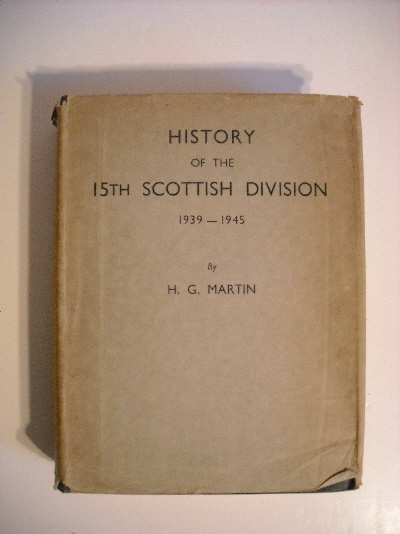 HISTORY
OF THE
15TH SCOTTISH DIVISION
1939 — 1945
By
H. G. MARTIN